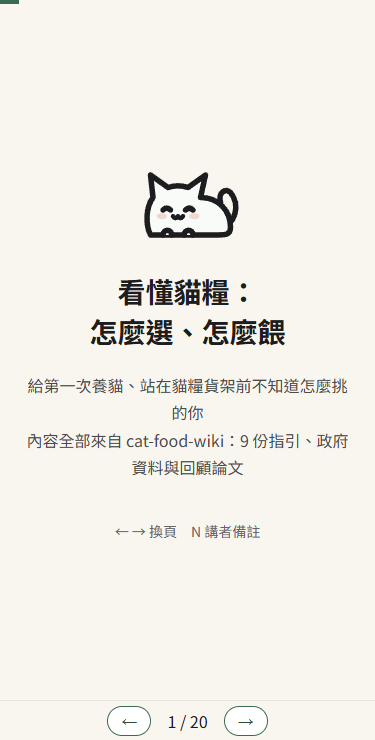 看懂貓糧：
怎麼選、怎麼餵
給第一次養貓、站在貓糧貨架前不知道怎麼挑
的你
內容全部來自 cat-food-wiki：9 份指引、政府
資料與回顧論文
← → 換頁　N 講者備註
← 1 / 20 →